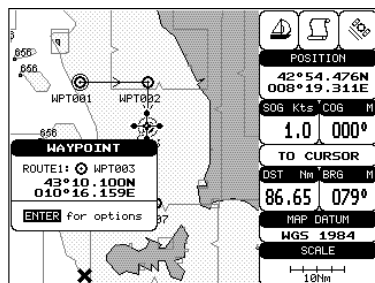 656
656
WPT001
WPT002
656
WAYPOINT
ROUTE1: WPT003
43°10.100N
010°16.159E
ENTER for options
07
POSITION
42°54.476N
008°19.311E
SOG Kts COG M
1.0 000°
TO CURSOR
DST Nm BRG M
86.65 079°
MAP DATUM
WGS 1984
SCALE
10Nm